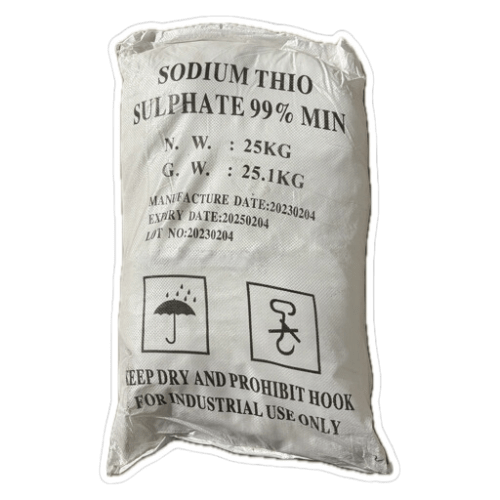 SODIUM THIO
SULPHATE 99% MIN
N. W. : 25KG
G. W. : 25.1KG
MANUFACTURE DATE:20230204
EXPIRY DATE:20250204
LOT NO:20230204
KEEP DRY AND PROHIBIT HOOK
FOR INDUSTRIAL USE ONLY